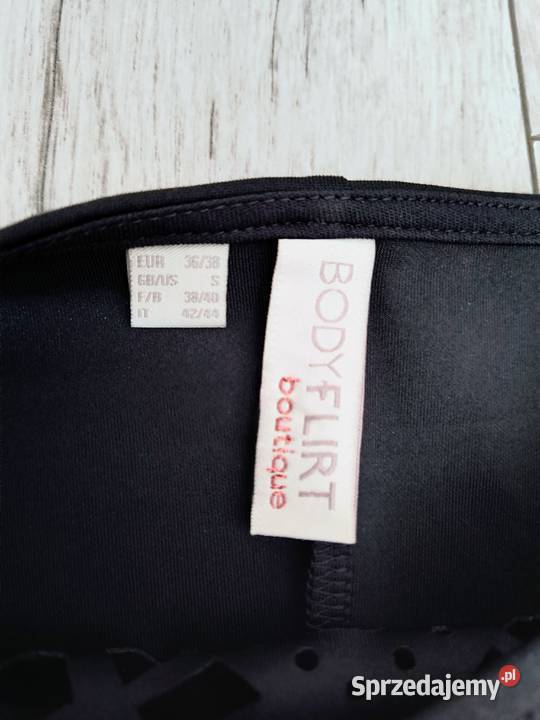 EUR 36/38
GB/US S
F/B 38/40
IT 42/44
BODYFLIRT
boutique
Sprzedajemy.pl